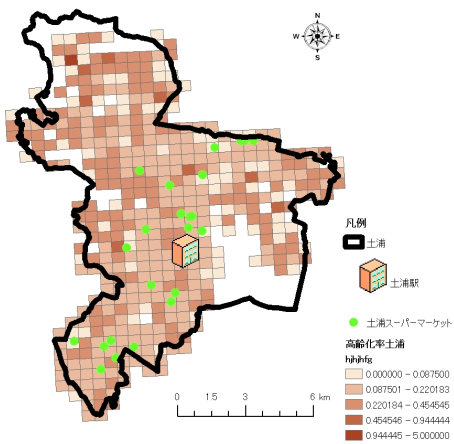 N
W E
S
凡例
土浦
土浦駅
土浦スーパーマーケット
高齢化率土浦
hjhjhfg
0.000000 - 0.087500
0.087501 - 0.220183
0.220184 - 0.454545
0.454546 - 0.944444
0.944445 - 5.000000
0 1.5 3 6 km